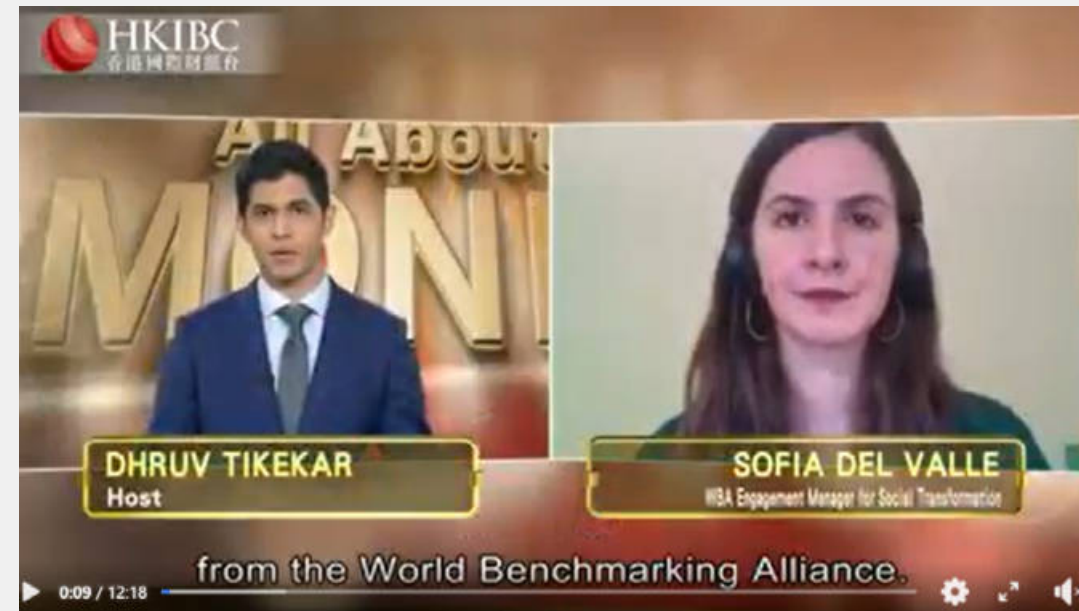 HKIBC
香港國際財經台
All About
MON
DHRUV TIKEKAR
Host
SOFIA DEL VALLE
WBA Engagement Manager for Social Transformation
from the World Benchmarking Alliance.
0:09 / 12:18